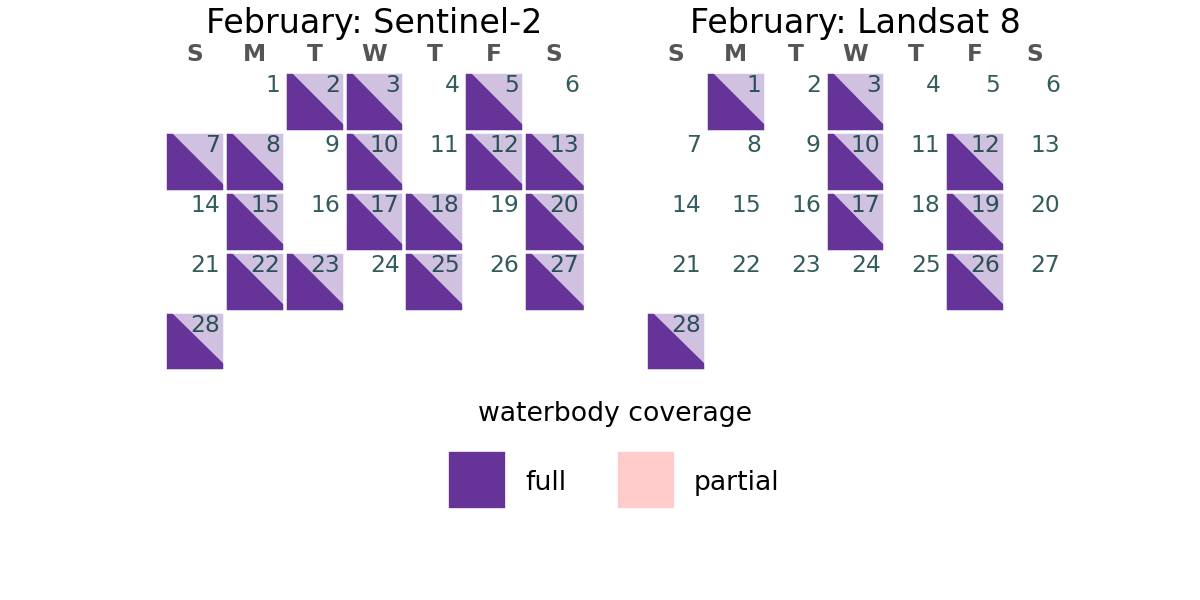 February: Sentinel-2
S M T W T F S
1 2 3 4 5 6
7 8 9 10 11 12 13
14 15 16 17 18 19 20
21 22 23 24 25 26 27
28
February: Landsat 8
S M T W T F S
1 2 3 4 5 6
7 8 9 10 11 12 13
14 15 16 17 18 19 20
21 22 23 24 25 26 27
28
waterbody coverage
full partial